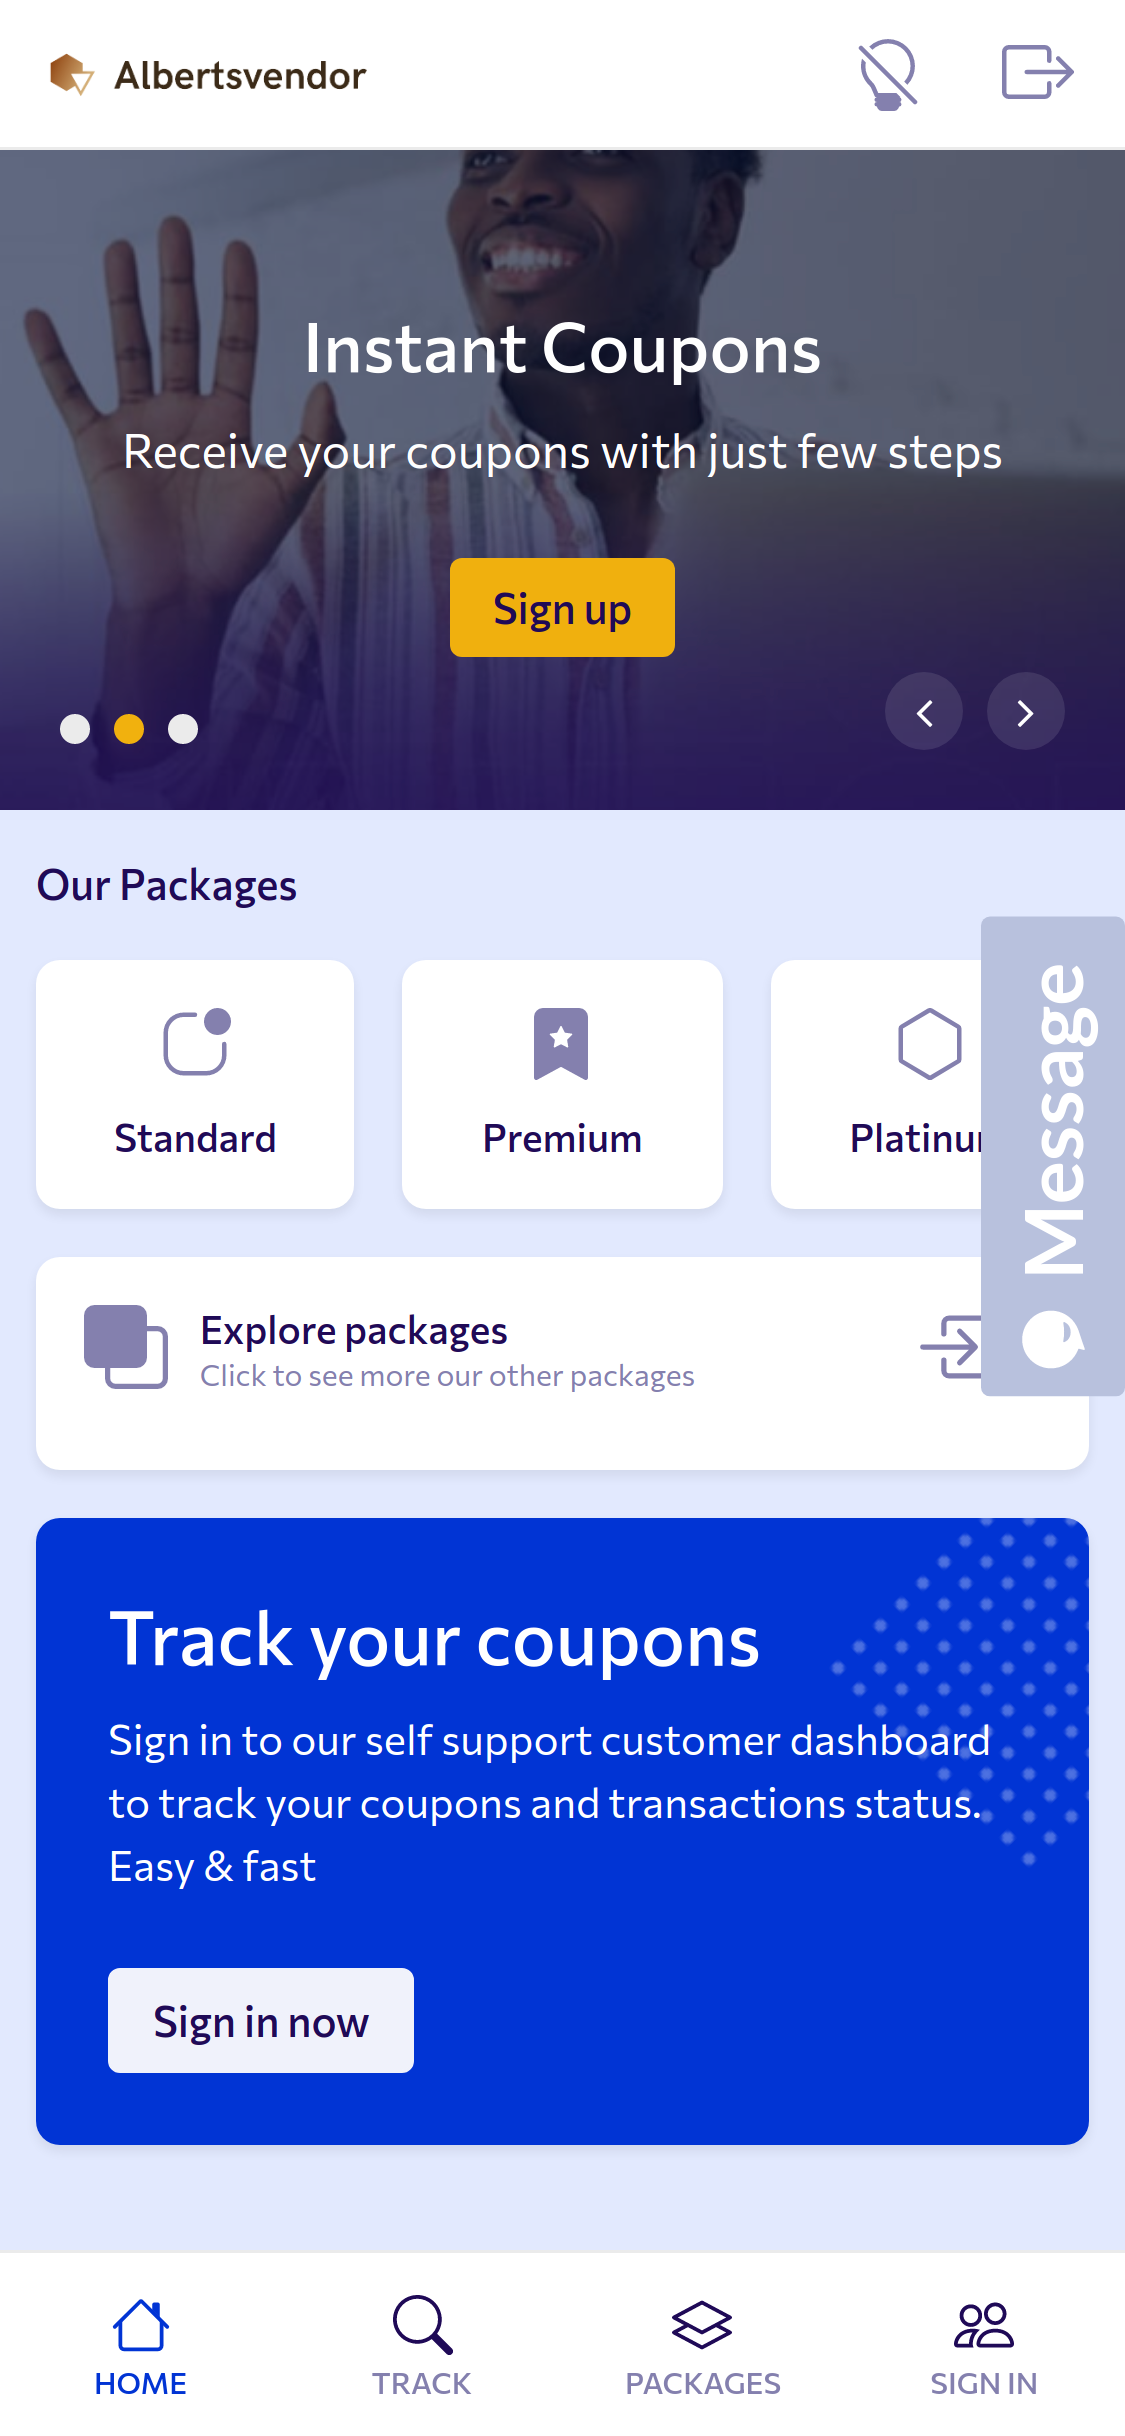 Albertsvendor
Instant Coupons
Receive your coupons with just few steps
Sign up
Our Packages
Standard
Premium
Platinu
Message
Explore packages
Click to see more our other packages
Track your coupons
Sign in to our self support customer dashboard
to track your coupons and transactions status.
Easy & fast
Sign in now
HOME
TRACK
PACKAGES
SIGN IN